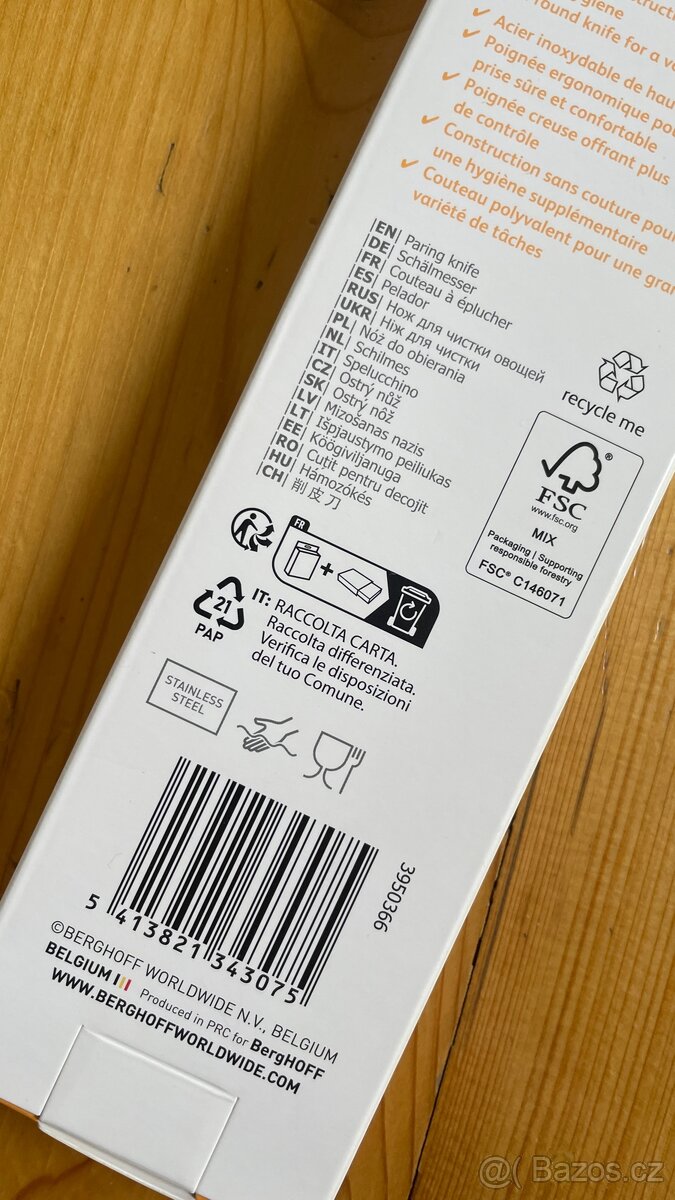 giene
round knife for a
Acier inoxydable de hau
Poignée ergonomique po
prise sûre et confortable
Poignée creuse offrant plus
de contrôle
Construction sans couture pour
une hygiène supplémentaire
Couteau polyvalent pour une gran
variété de tâches
EN Paring knife
DE Schälmesser
FR Couteau à éplucher
ES Pelador
RUS Нож для чистки овощей
UKR Ніж для чистки
PL Nóż do obierania
NL Schilmes
IT Spelucchino
CZ Ostrý nůž
SK Ostrý nôž
LV Mizošanas nazis
LT Išpjaustymo peiliukas
EE Köögiviljanuga
RO Cuțit pentru decojit
HU Hámozókés
CH 削皮刀
recycle me
FSC®
www.fsc.org
MIX
Packaging | Supporting
responsible forestry
FSC® C146071
FR
21
PAP
IT: RACCOLTA CARTA.
Raccolta differenziata.
Verifica le disposizioni
del tuo Comune.
STAINLESS
STEEL
3950366
5 413821 343075
©BERGHOFF WORLDWIDE N.V., BELGIUM
BELGIUM Produced in PRC for BergHOFF
WWW.BERGHOFFWORLDWIDE.COM
@( Bazos.cz